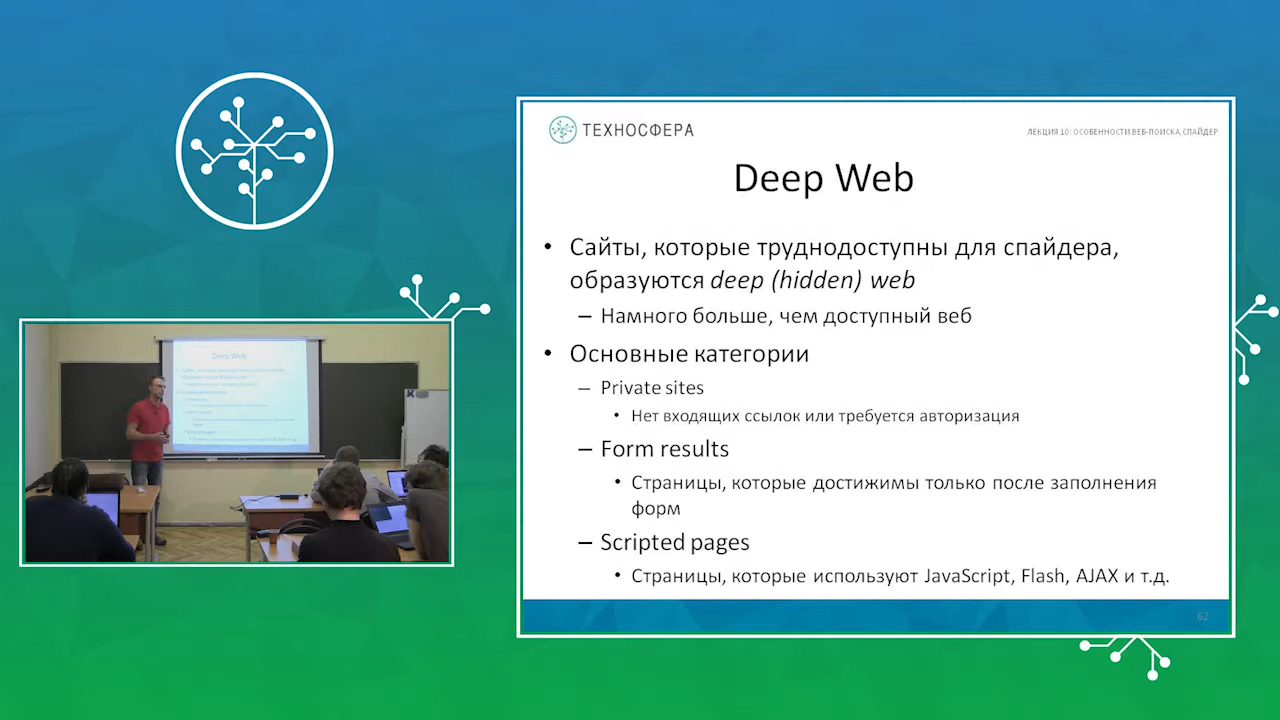 ТЕХНОСФЕРА
ЛЕКЦИЯ 10: ОСОБЕННОСТИ ВЕБ-ПОИСКА.СПАЙДЕР
Deep Web
• Сайты, которые труднодоступны для спайдера,
образуются deep (hidden) web
– Намного больше, чем доступный веб
• Основные категории
– Private sites
• Нет входящих ссылок или требуется авторизация
– Form results
• Страницы, которые достижимы только после заполнения
форм
– Scripted pages
• Страницы, которые используют JavaScript, Flash, AJAX и т.д.
62
Deep Web